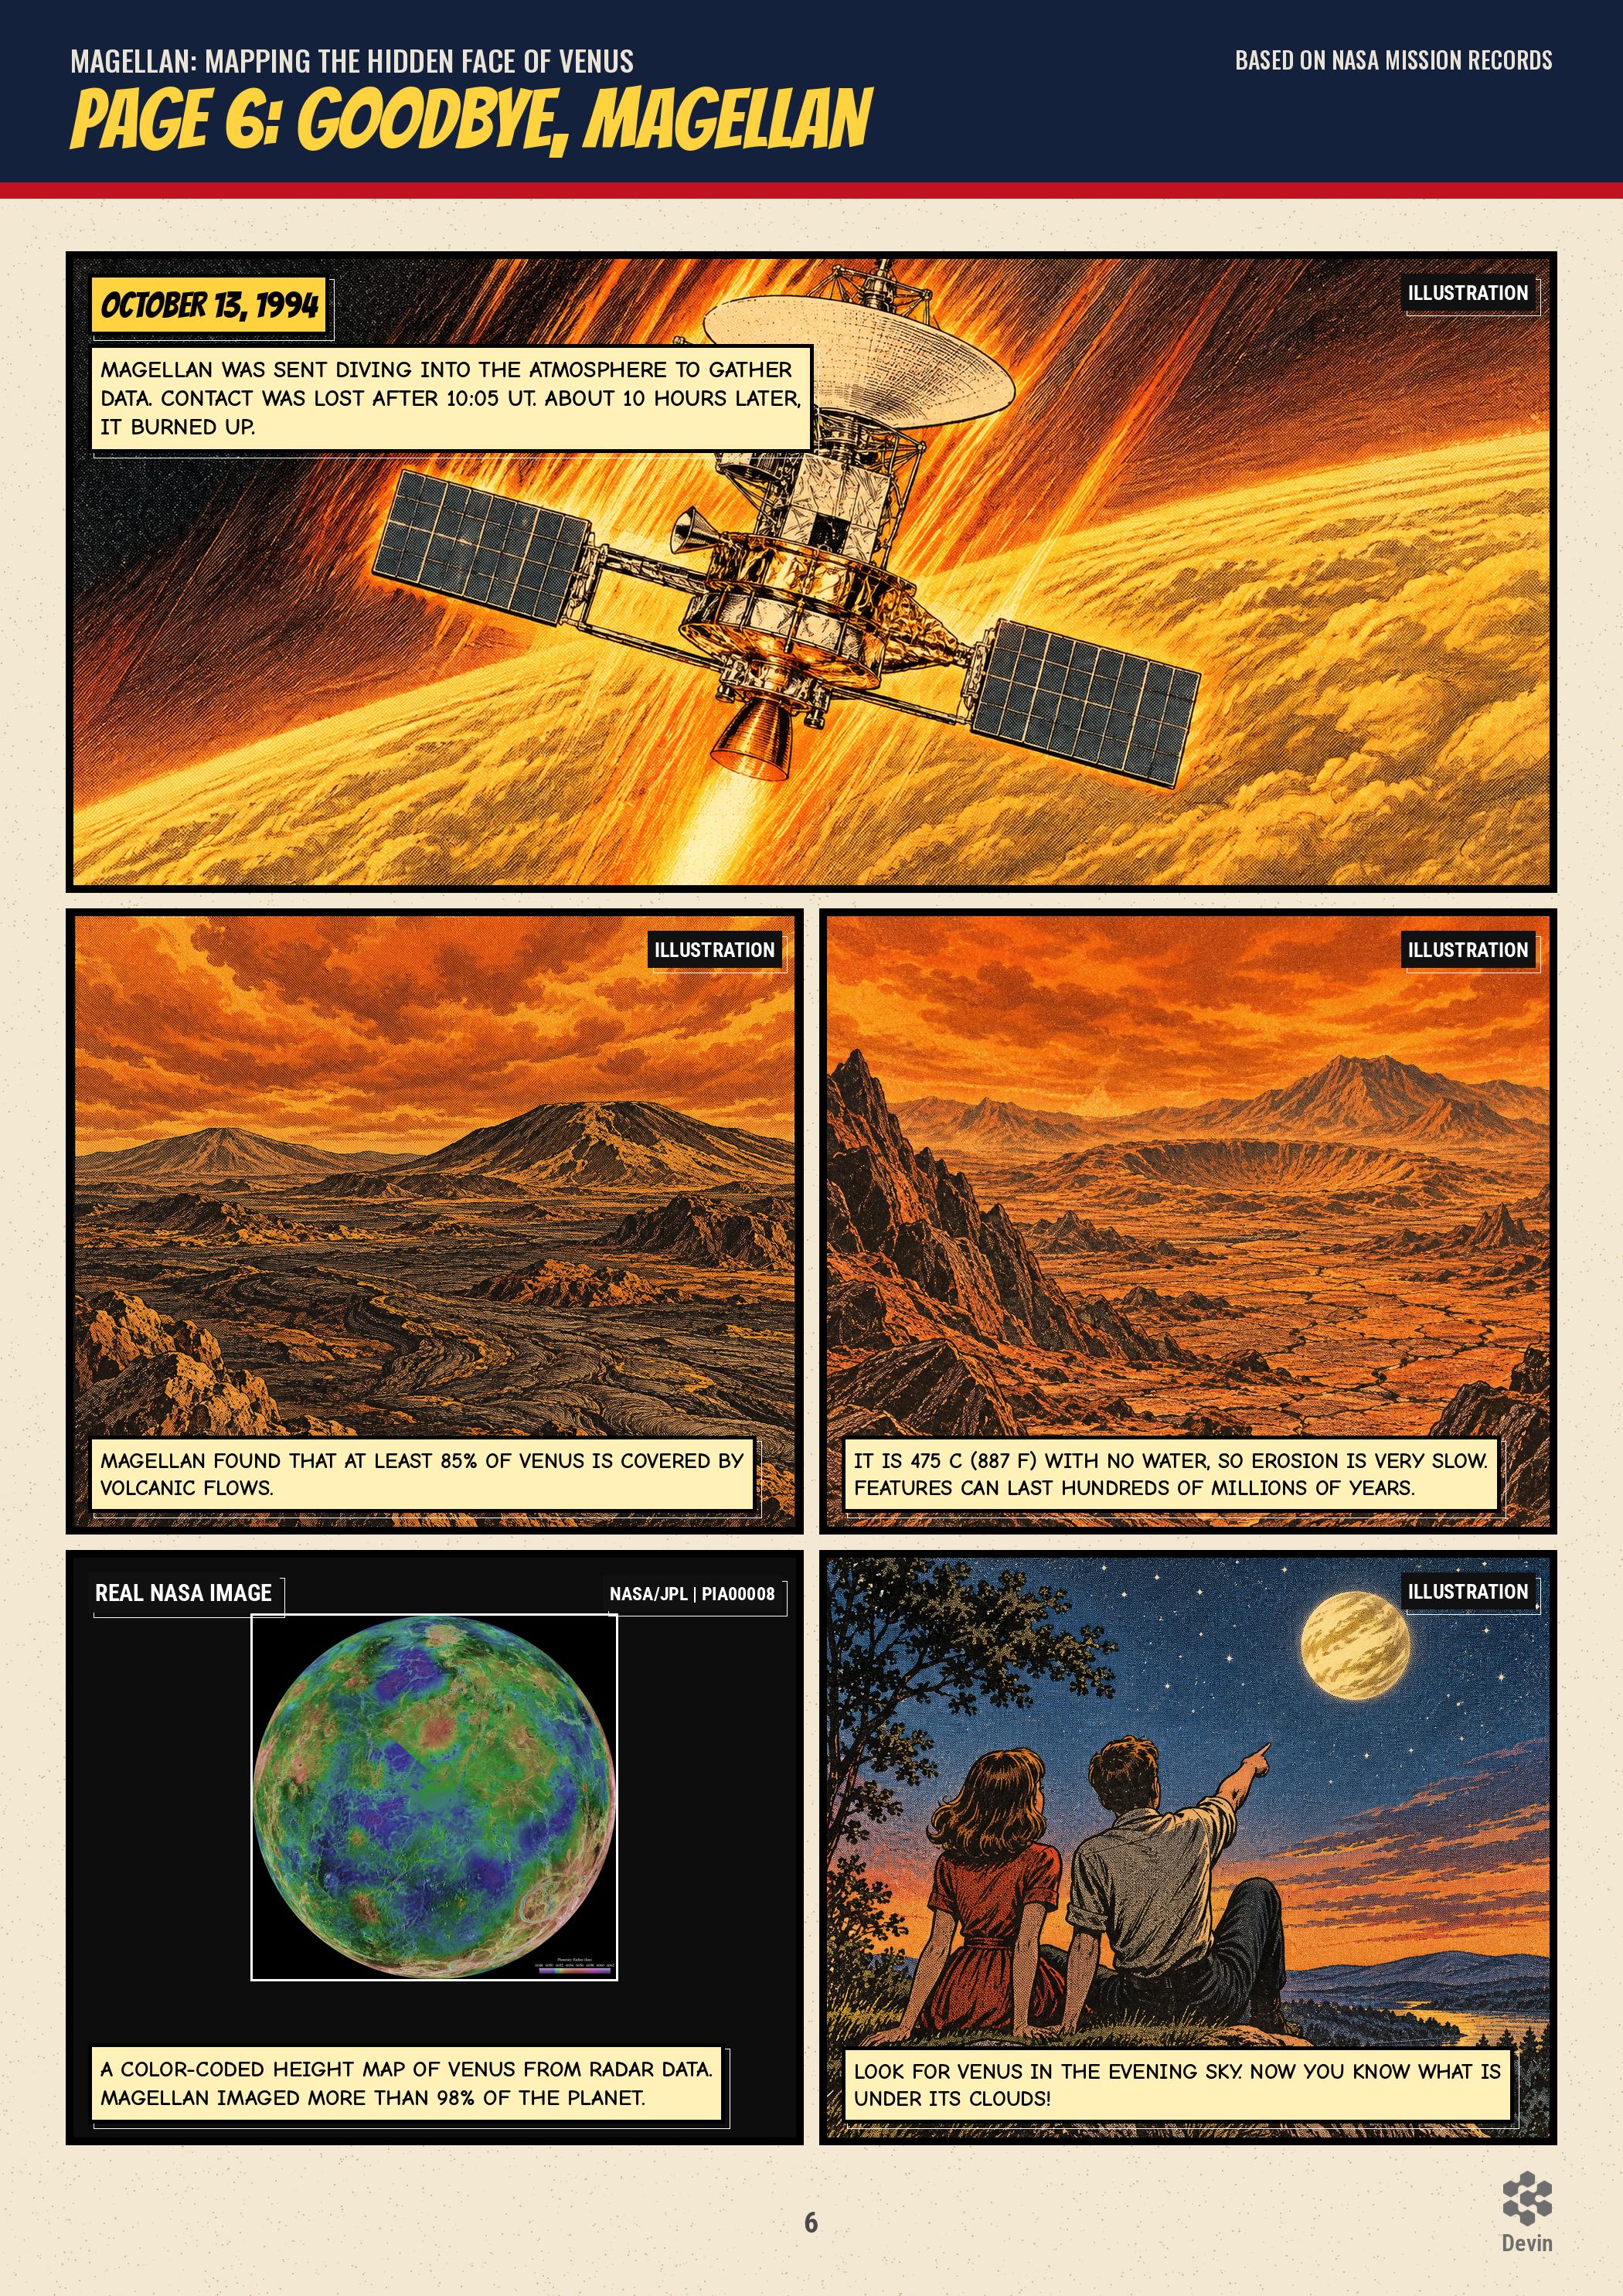 MAGELLAN: MAPPING THE HIDDEN FACE OF VENUS
BASED ON NASA MISSION RECORDS
PAGE 6: GOODBYE, MAGELLAN
OCTOBER 13, 1994
ILLUSTRATION
MAGELLAN WAS SENT DIVING INTO THE ATMOSPHERE TO GATHER
DATA. CONTACT WAS LOST AFTER 10:05 UT. ABOUT 10 HOURS LATER,
IT BURNED UP.
ILLUSTRATION
MAGELLAN FOUND THAT AT LEAST 85% OF VENUS IS COVERED BY
VOLCANIC FLOWS.
ILLUSTRATION
IT IS 475 C (887 F) WITH NO WATER, SO EROSION IS VERY SLOW.
FEATURES CAN LAST HUNDREDS OF MILLIONS OF YEARS.
REAL NASA IMAGE
NASA/JPL | PIA00008
A COLOR-CODED HEIGHT MAP OF VENUS FROM RADAR DATA.
MAGELLAN IMAGED MORE THAN 98% OF THE PLANET.
ILLUSTRATION
LOOK FOR VENUS IN THE EVENING SKY. NOW YOU KNOW WHAT IS
UNDER ITS CLOUDS!
6
Devin